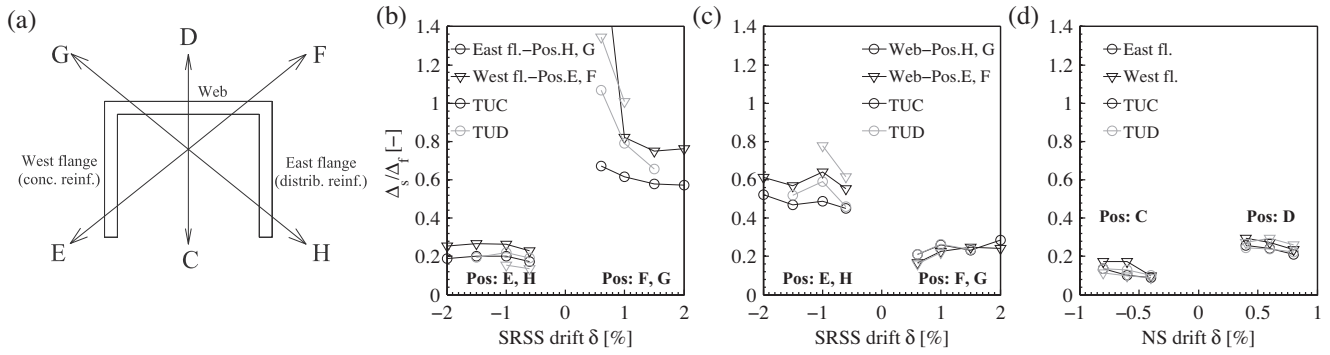 (a)
D
G
F
Web
West flange
(conc. reinf.)
East flange
(distrib. reinf.)
E
C
H
(b)
Δs/Δf [−]
1.4
1.2
1
0.8
0.6
0.4
0.2
0
East fl.−Pos.H, G
West fl.−Pos.E, F
TUC
TUD
Pos: E, H
Pos: F, G
−2 −1 0 1 2
SRSS drift δ [%]
(c)
1.4
1.2
1
0.8
0.6
0.4
0.2
0
Web−Pos.H, G
Web−Pos.E, F
TUC
TUD
Pos: E, H
Pos: F, G
−2 −1 0 1 2
SRSS drift δ [%]
(d)
1.4
1.2
1
0.8
0.6
0.4
0.2
0
East fl.
West fl.
TUC
TUD
Pos: C
Pos: D
−1 −0.5 0 0.5 1
NS drift δ [%]